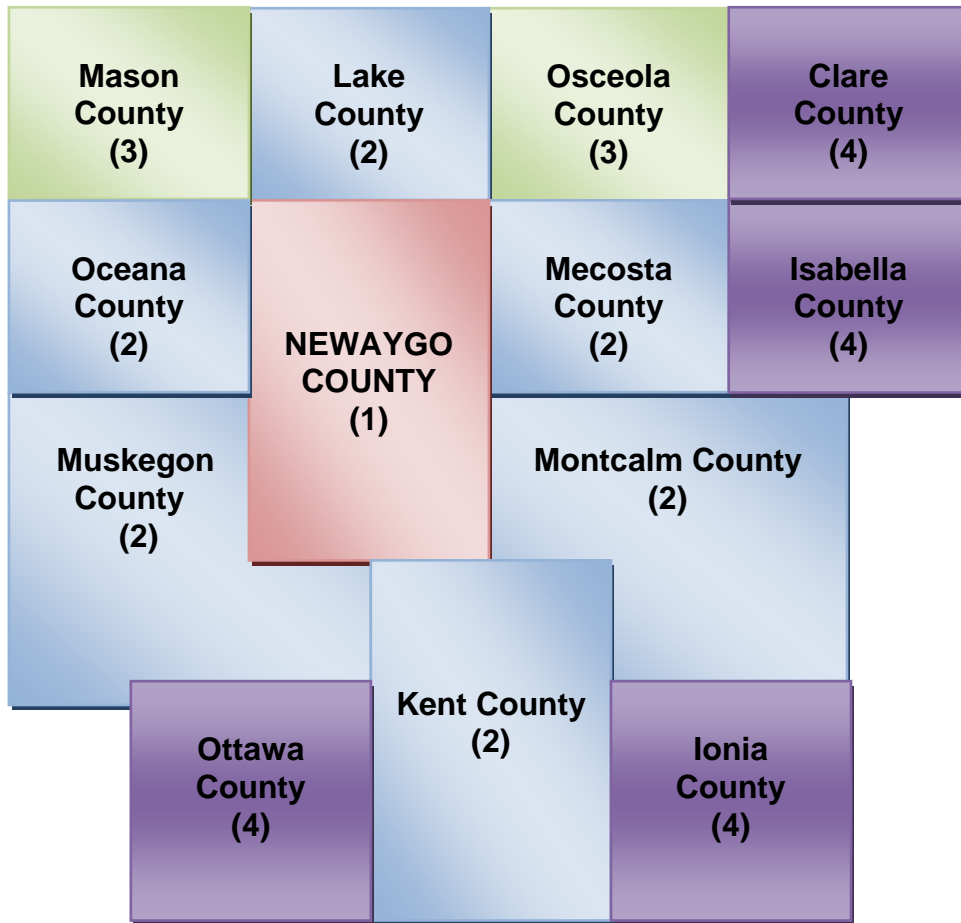 Mason
County
(3)
Lake
County
(2)
Osceola
County
(3)
Clare
County
(4)
Oceana
County
(2)
NEWAYGO
COUNTY
(1)
Mecosta
County
(2)
Isabella
County
(4)
Muskegon
County
(2)
Montcalm County
(2)
Ottawa
County
(4)
Kent County
(2)
Ionia
County
(4)